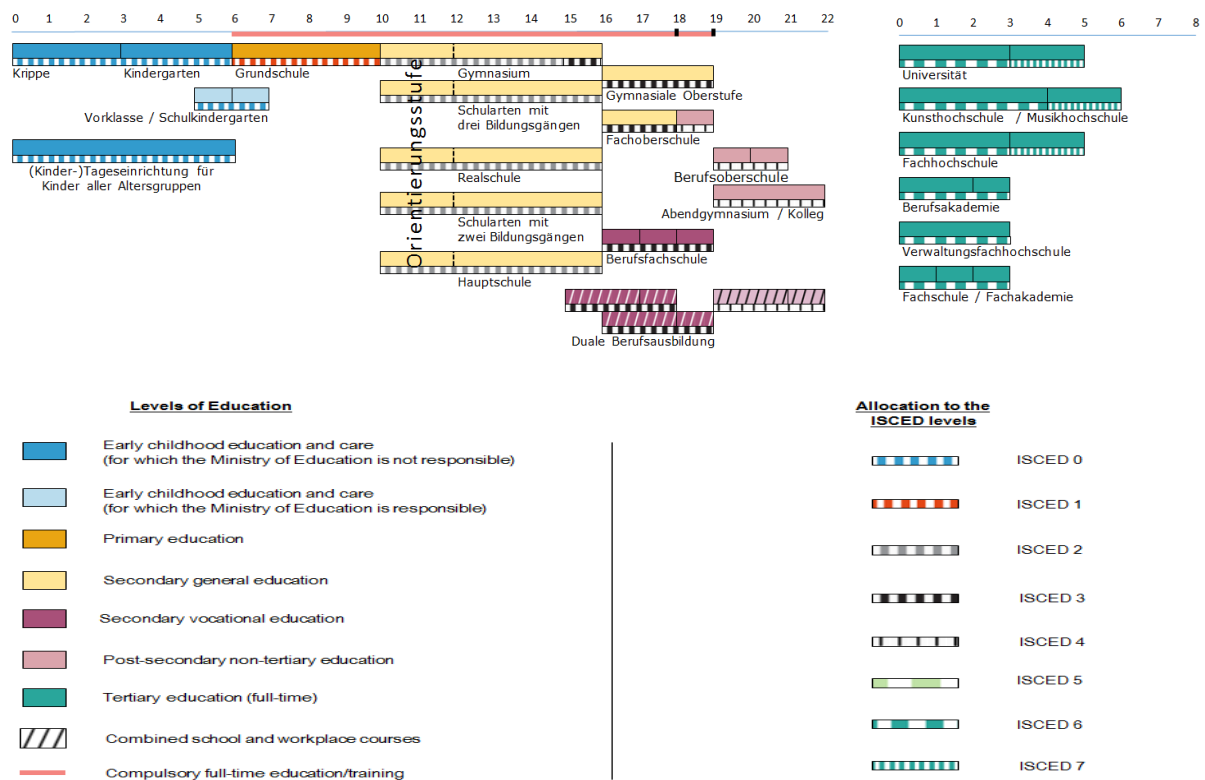 0 1 2 3 4 5 6 7 8 9 10 11 12 13 14 15 16 17 18 19 20 21 22
0 1 2 3 4 5 6 7 8
Krippe
Kindergarten
Grundschule
Gymnasium
Gymnasiale Oberstufe
Vorklasse / Schulkindergarten
Schularten mit
drei Bildungsgängen
Fachoberschule
(Kinder-)Tageseinrichtung für
Kinder aller Altersgruppen
Orientierungsstufe
Realschule
Berufsoberschule
Schularten mit
zwei Bildungsgängen
Abendgymnasium / Kolleg
Berufsfachschule
Hauptschule
Duale Berufsausbildung
Universität
Kunsthochschule / Musikhochschule
Fachhochschule
Berufsakademie
Verwaltungsfachhochschule
Fachschule / Fachakademie
Levels of Education
Early childhood education and care
(for which the Ministry of Education is not responsible)
Early childhood education and care
(for which the Ministry of Education is responsible)
Primary education
Secondary general education
Secondary vocational education
Post-secondary non-tertiary education
Tertiary education (full-time)
Combined school and workplace courses
Compulsory full-time education/training
Allocation to the
ISCED levels
ISCED 0
ISCED 1
ISCED 2
ISCED 3
ISCED 4
ISCED 5
ISCED 6
ISCED 7